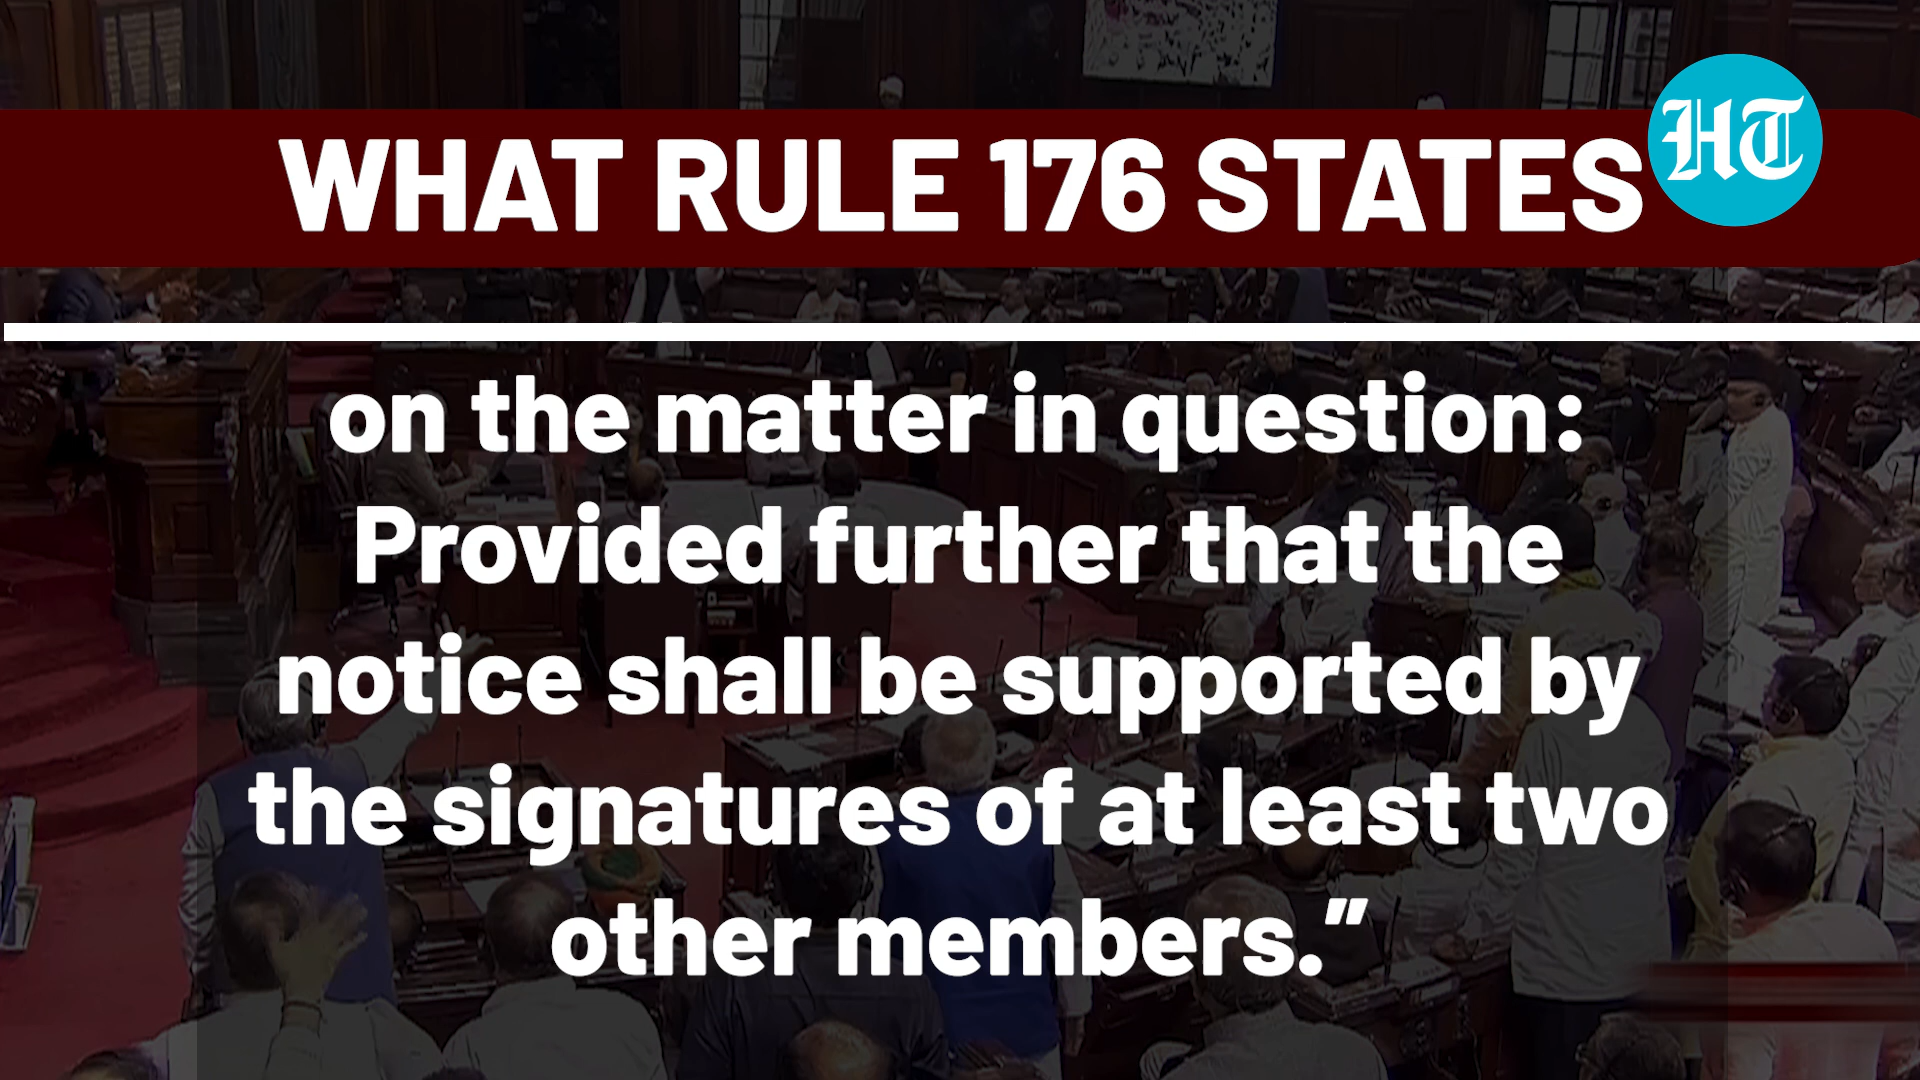 WHAT RULE 176 STATES
HT
on the matter in question:
Provided further that the
notice shall be supported by
the signatures of at least two
other members.”